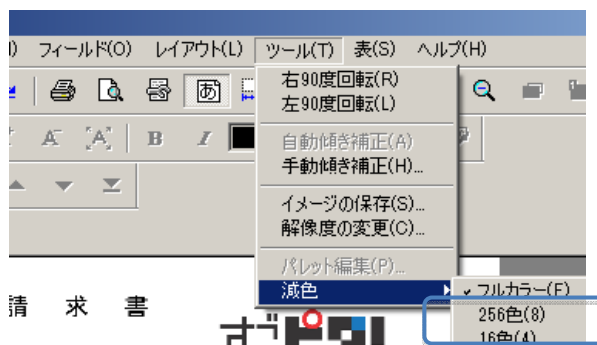 フィールド(O) レイアウト(L) ツール(T) 表(S) ヘルプ(H)
あ
A A B I
右90度回転(R)
左90度回転(L)
自動傾き補正(A)
手動傾き補正(H)...
イメージの保存(S)...
解像度の変更(C)...
パレット編集(P)...
減色
フルカラー(F)
256色(8)
16色(4)
請 求 書